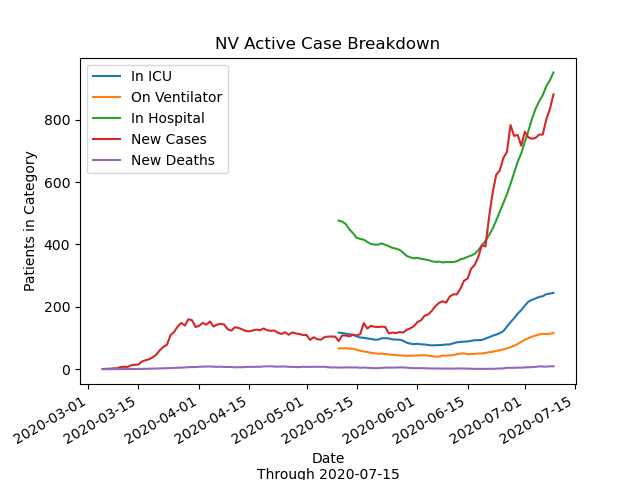 NV Active Case Breakdown
In ICU
On Ventilator
In Hospital
New Cases
New Deaths
Patients in Category
800
600
400
200
0
2020-03-01
2020-03-15
2020-04-01
2020-04-15
2020-05-01
2020-05-15
2020-06-01
2020-06-15
2020-07-01
2020-07-15
Date
Through 2020-07-15